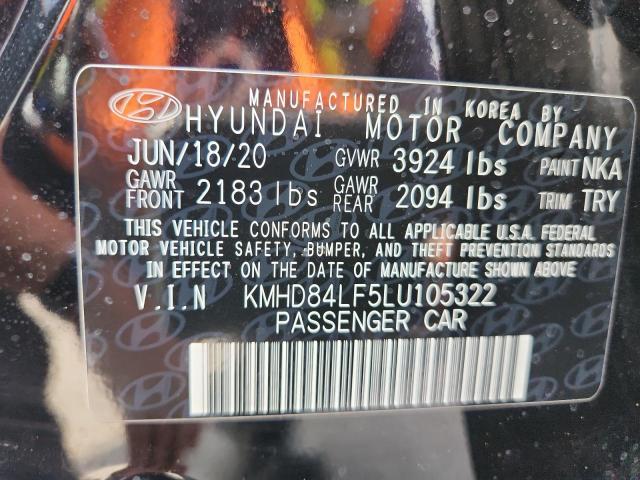 MANUFACTURED IN KOREA BY
HYUNDAI MOTOR COMPANY
JUN/18/20 GVWR 3924 lbs PAINT NKA
GAWR FRONT 2183 lbs GAWR REAR 2094 lbs TRIM TRY
THIS VEHICLE CONFORMS TO ALL APPLICABLE U.S.A. FEDERAL
MOTOR VEHICLE SAFETY, BUMPER, AND THEFT PREVENTION STANDARDS
IN EFFECT ON THE DATE OF MANUFACTURE SHOWN ABOVE
V.I.N KMHD84LF5LU105322
PASSENGER CAR